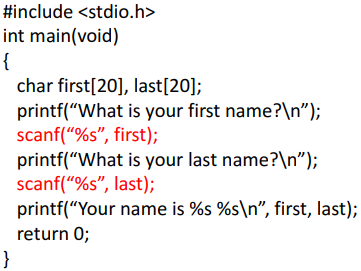 #include <stdio.h>
int main(void)
{
char first[20], last[20];
printf(“What is your first name?\n”);
scanf(“%s”, first);
printf(“What is your last name?\n”);
scanf(“%s”, last);
printf(“Your name is %s %s\n”, first, last);
return 0;
}